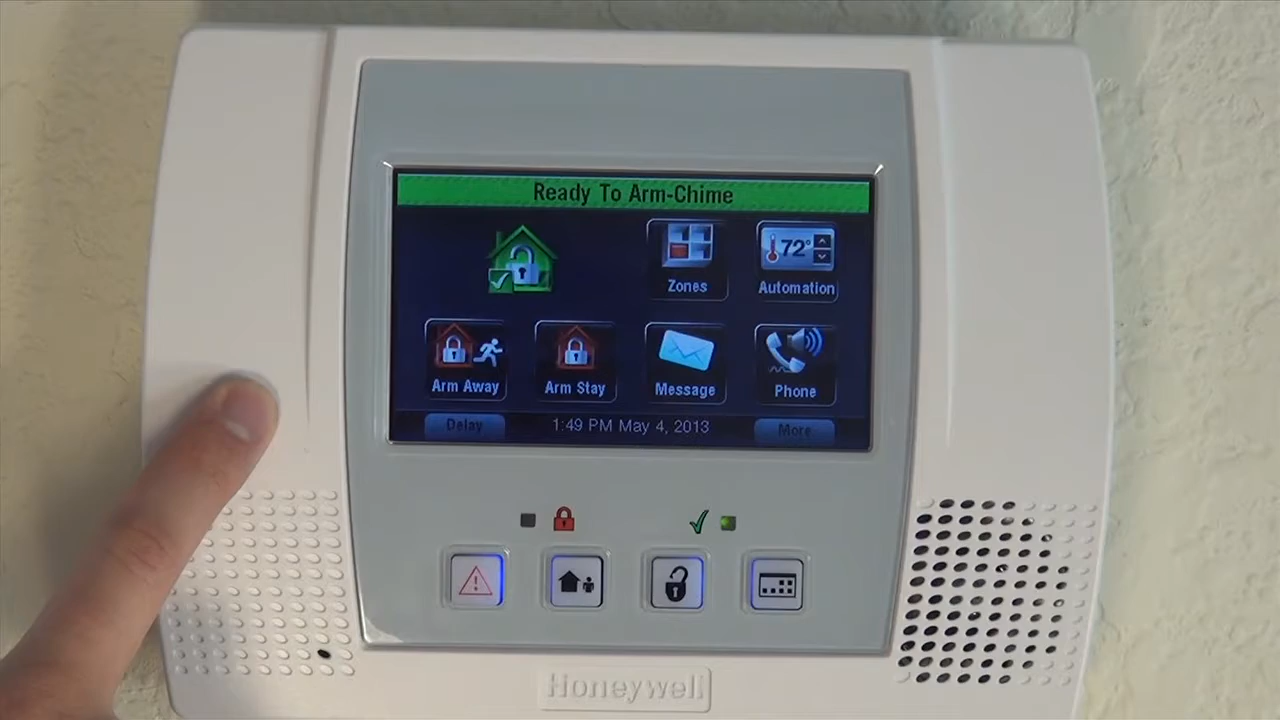 Ready To Arm-Chime
72°
Zones
Automation
Arm Away
Arm Stay
Message
Phone
Delay
1:49 PM May 4, 2013
More
Honeywell